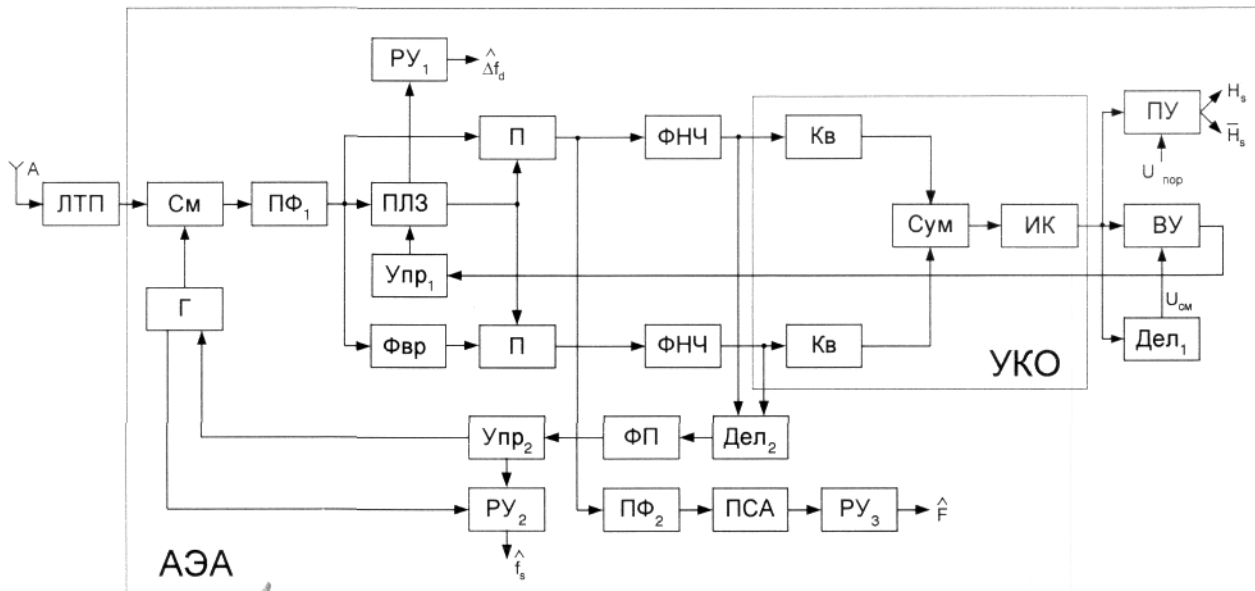 РУ₁
Δf̂d
А
ЛТП
См
ПФ₁
ПЛЗ
П
ФНЧ
Кв
ПУ
Hₛ
H̅ₛ
U пор
Сум
ИК
ВУ
Упр₁
Г
Uсм
Фвр
П
ФНЧ
Кв
Дел₁
УКО
Упр₂
ФП
Дел₂
РУ₂
ПФ₂
ПСА
РУ₃
F̂
f̂ₛ
АЭА